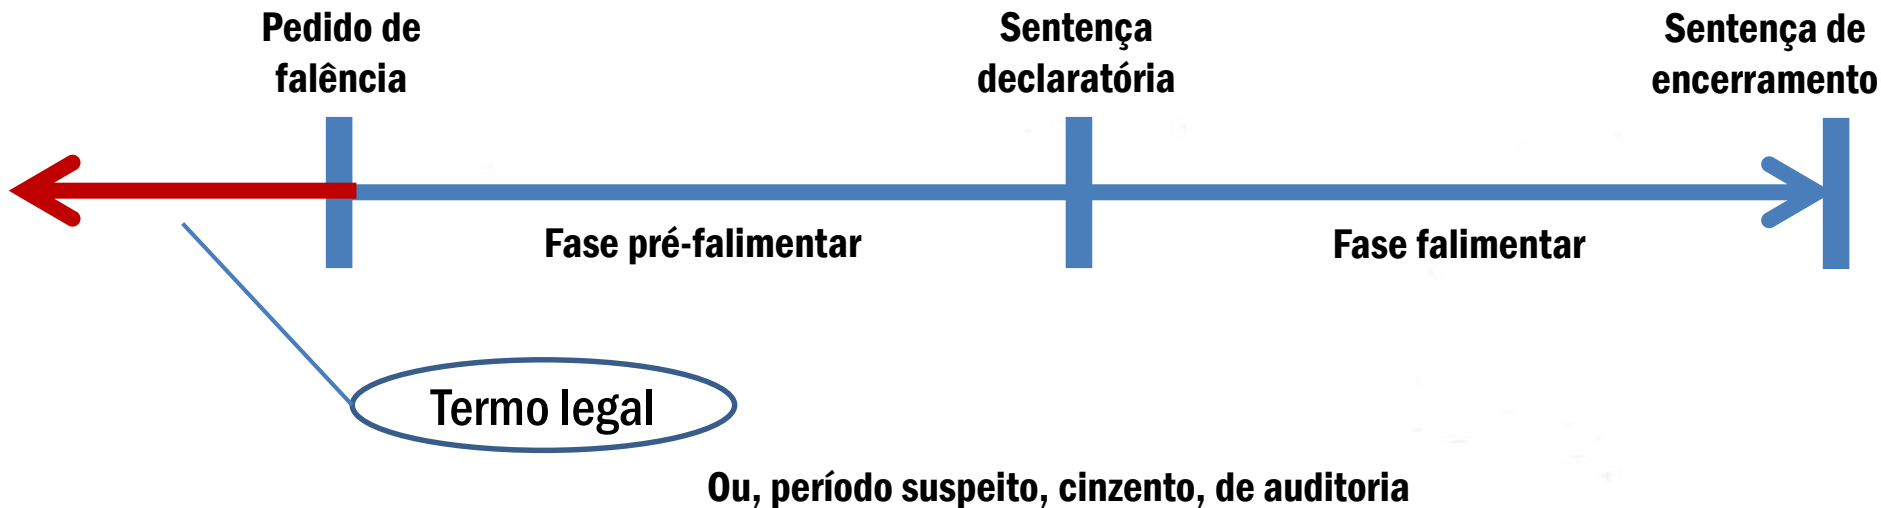 Pedido de
falência
Sentença
declaratória
Sentença de
encerramento
Fase pré-falimentar
Fase falimentar
Termo legal
Ou, período suspeito, cinzento, de auditoria